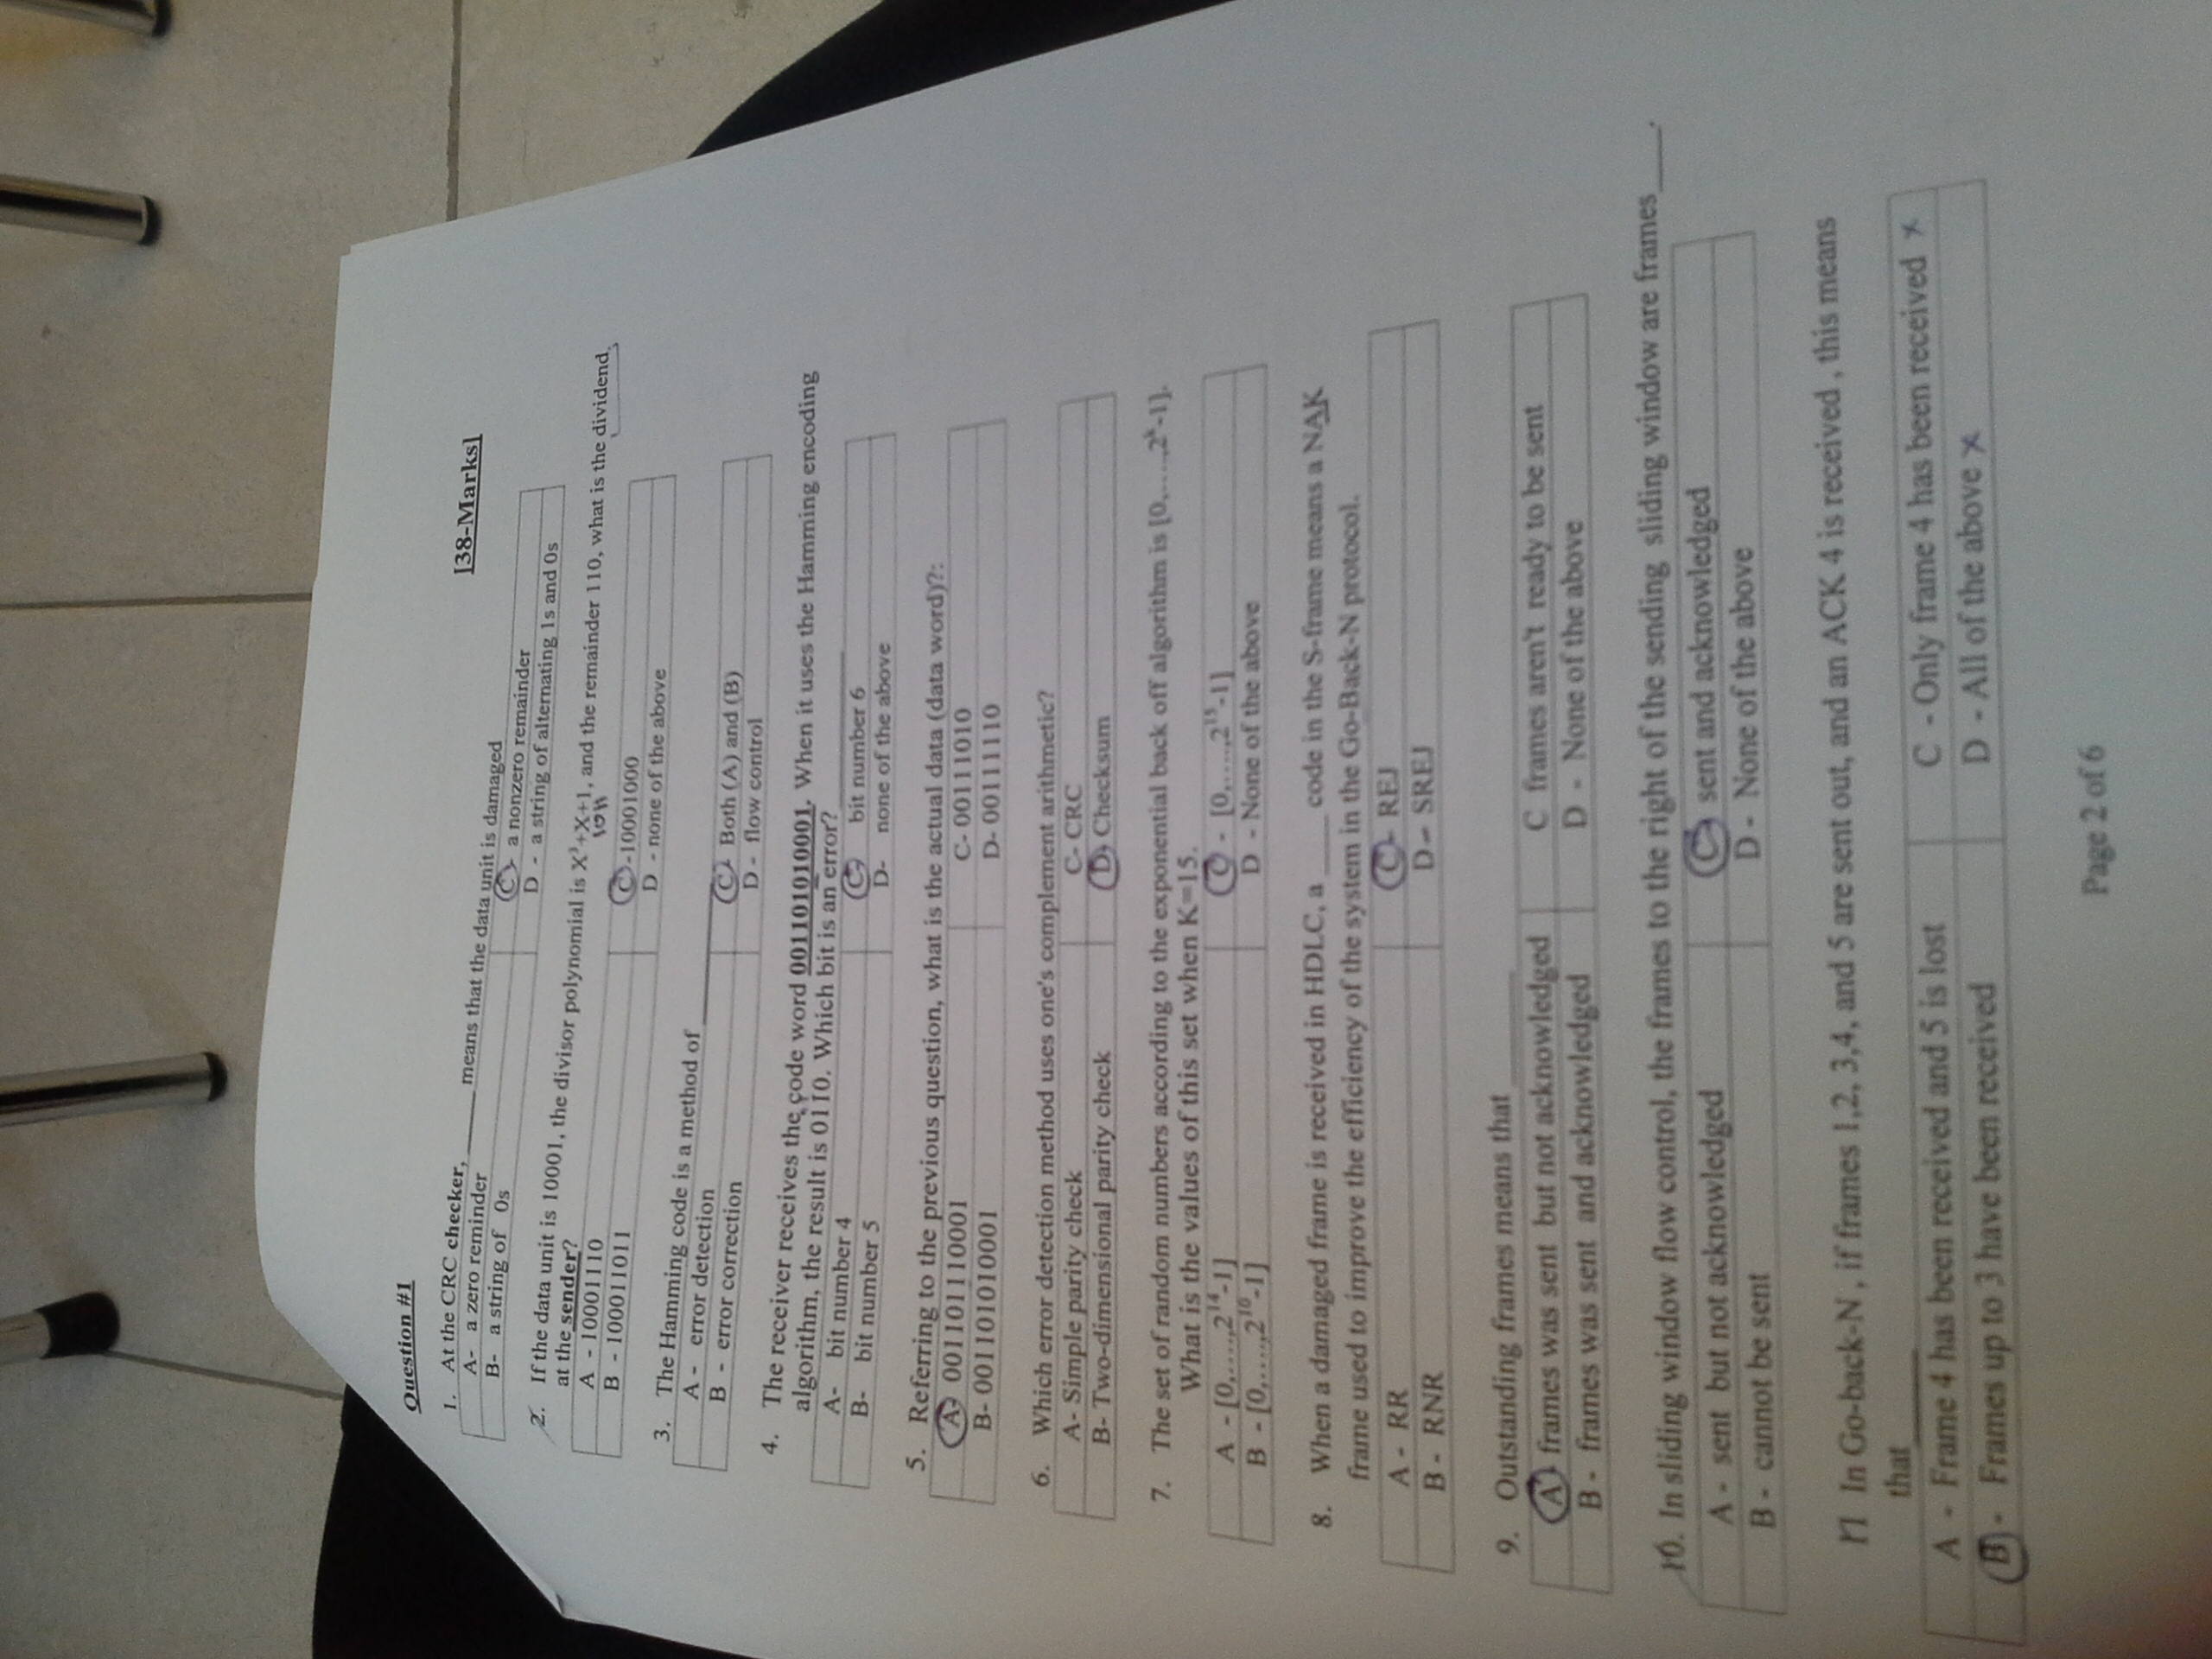 Question #1
[38-Marks]
1. At the CRC checker, _____ means that the data unit is damaged
A- a zero reminder
C- a nonzero remainder
B- a string of 0s
D - a string of alternating 1s and 0s
2. If the data unit is 10001, the divisor polynomial is X³+X+1, and the remainder 110, what is the dividend.
1011
at the sender?
A - 10001110
C -10001000
B - 100011011
D - none of the above
3. The Hamming code is a method of __________
A - error detection
C- Both (A) and (B)
B - error correction
D - flow control
4. The receiver receives the code word 001101010001. When it uses the Hamming encoding
algorithm, the result is 0110. Which bit is an error? __________
A- bit number 4
C- bit number 6
B- bit number 5
D- none of the above
5. Referring to the previous question, what is the actual data (data word)?:
A- 001101110001
C- 00111010
B- 001101010001
D- 00111110
6. Which error detection method uses one's complement arithmetic?
A- Simple parity check
C- CRC
B- Two-dimensional parity check
D- Checksum
7. The set of random numbers according to the exponential back off algorithm is [0,....,2ᵏ-1].
What is the values of this set when K=15.
A - [0,.....,2¹⁴-1]
C - [0,.....,2¹⁵-1]
B - [0,.....,2¹⁰-1]
D - None of the above
8. When a damaged frame is received in HDLC, a ____ code in the S-frame means a NAK
frame used to improve the efficiency of the system in the Go-Back-N protocol.
A - RR
C- REJ
B - RNR
D- SREJ
9. Outstanding frames means that ______
A- frames was sent but not acknowledged
C frames aren't ready to be sent
B - frames was sent and acknowledged
D - None of the above
10. In sliding window flow control, the frames to the right of the sending sliding window are frames____.
A - sent but not acknowledged
C- sent and acknowledged
B - cannot be sent
D - None of the above
11 In Go-back-N , if frames 1,2, 3,4, and 5 are sent out, and an ACK 4 is received , this means
that______
A - Frame 4 has been received and 5 is lost
C - Only frame 4 has been received x
B - Frames up to 3 have been received
D - All of the above x
Page 2 of 6